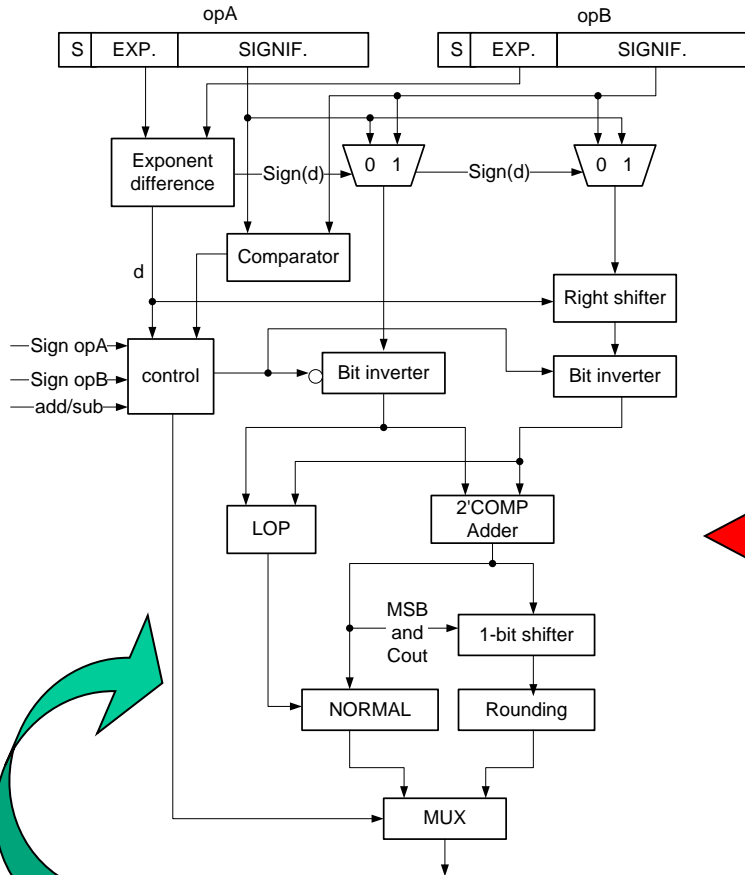 opA
opB
S EXP. SIGNIF.
S EXP. SIGNIF.
Exponent
difference
Sign(d)
0 1
Sign(d)
0 1
Comparator
d
Right shifter
Sign opA
Sign opB
add/sub
control
Bit inverter
Bit inverter
LOP
2'COMP
Adder
MSB
and
Cout
1-bit shifter
NORMAL
Rounding
MUX